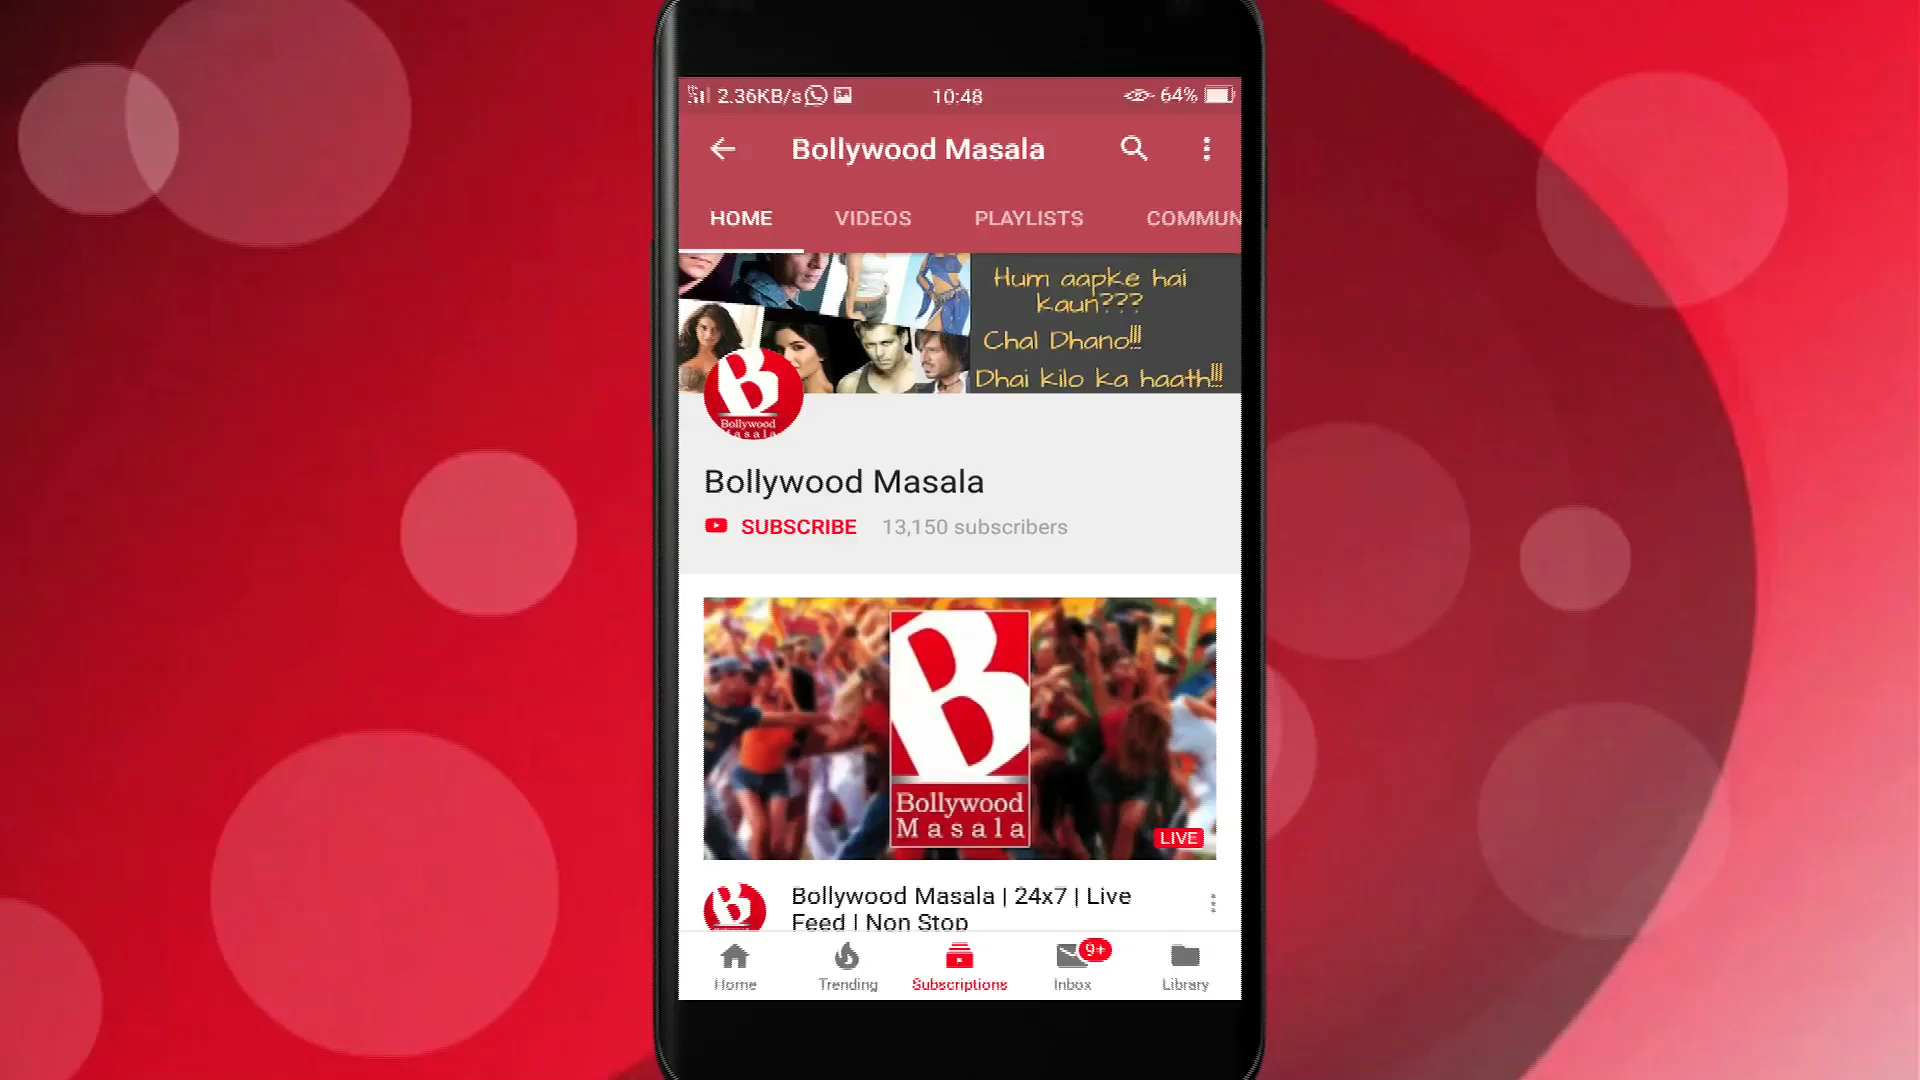 2.36KB/s 10:48 64%
Bollywood Masala
HOME VIDEOS PLAYLISTS COMMUN
Hum aapke hai
kaun???
Chal Dhano!!!
Dhai kilo ka haath!!!
Bollywood
Masala
Bollywood Masala
SUBSCRIBE 13,150 subscribers
Bollywood
Masala
LIVE
Bollywood Masala | 24x7 | Live
Feed | Non Stop
9+
Home Trending Subscriptions Inbox Library